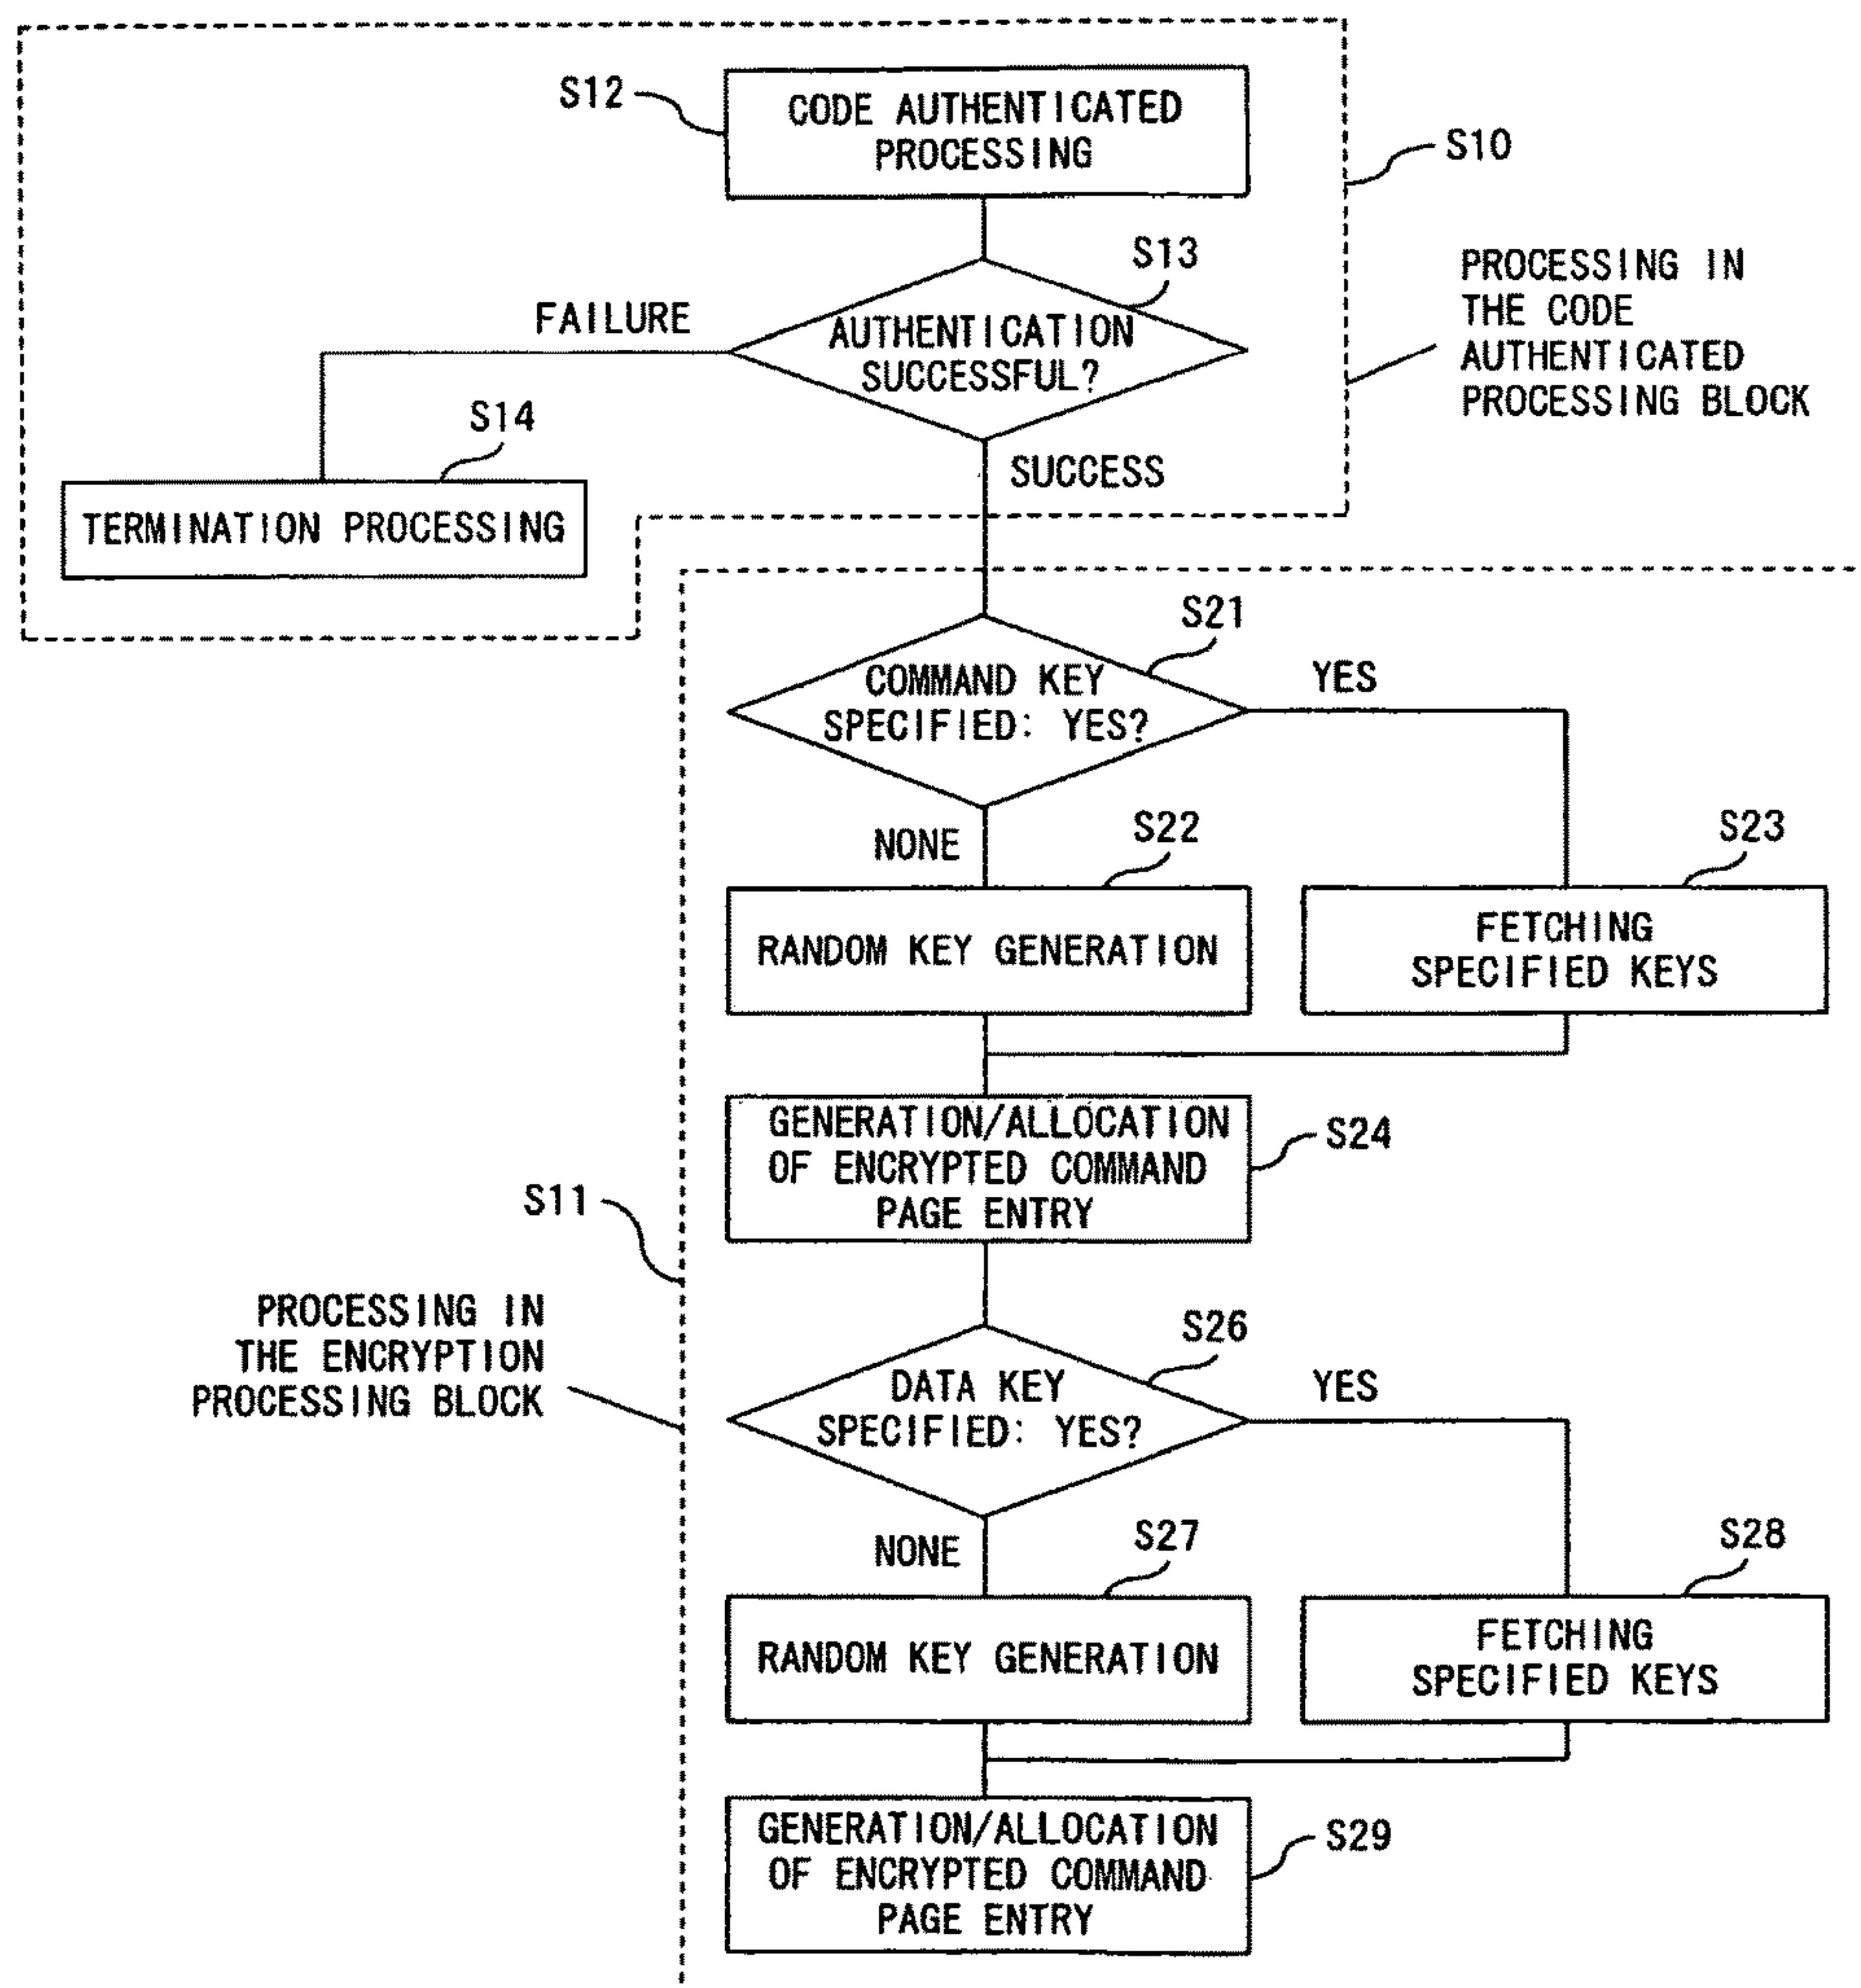 S12
CODE AUTHENTICATED
PROCESSING
S10
S13
PROCESSING IN
THE CODE
AUTHENTICATED
PROCESSING BLOCK
FAILURE
AUTHENTICATION
SUCCESSFUL?
S14
SUCCESS
TERMINATION PROCESSING
S21
COMMAND KEY
SPECIFIED: YES?
YES
NONE
S22
S23
RANDOM KEY GENERATION
FETCHING
SPECIFIED KEYS
GENERATION/ALLOCATION
OF ENCRYPTED COMMAND
PAGE ENTRY
S24
S11
PROCESSING IN
THE ENCRYPTION
PROCESSING BLOCK
S26
DATA KEY
SPECIFIED: YES?
YES
NONE
S27
S28
RANDOM KEY GENERATION
FETCHING
SPECIFIED KEYS
GENERATION/ALLOCATION
OF ENCRYPTED COMMAND
PAGE ENTRY
S29